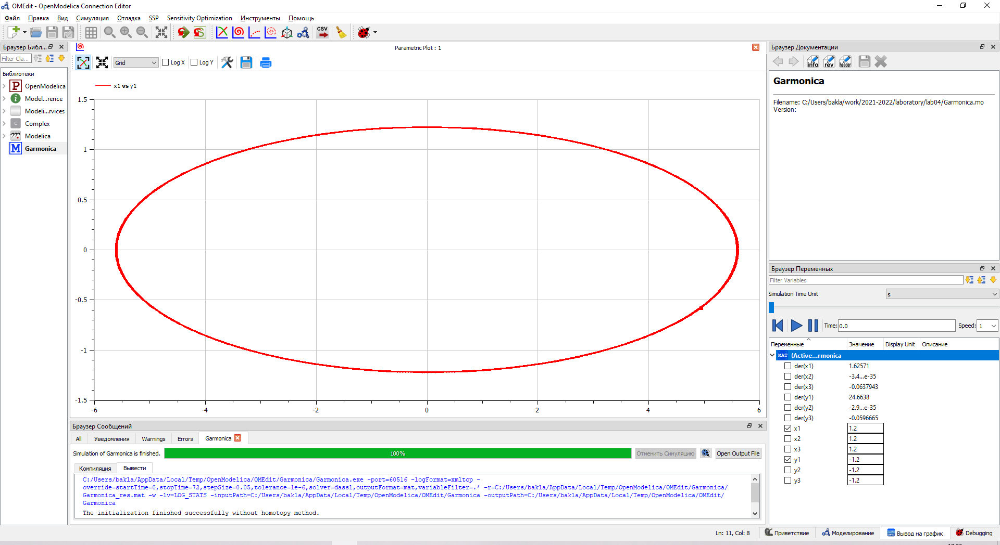 OMEdit - OpenModelica Connection Editor
Файл Правка Вид Симуляция Отладка SSP Sensitivity Optimization Инструменты Помощь
CSV
Браузер Библ...
Filter Cla...
Библиотеки
P OpenModelica
i Model...rence
Modeli...rvices
C Complex
Modelica
M Garmonica
Parametric Plot : 1
Grid Log X Log Y
x1 vs y1
1.5
1
0.5
0
-0.5
-1
-1.5
-6 -4 -2 0 2 4 6
Браузер Сообщений
All Уведомления Warnings Errors Garmonica
Simulation of Garmonica is finished. 100% Отменить Симуляцию Open Output File
Компиляция Вывести
C:/Users/bakla/AppData/Local/Temp/OpenModelica/OMEdit/Garmonica/Garmonica.exe -port=60516 -logFormat=xmltcp -
override=startTime=0,stopTime=72,stepSize=0.05,tolerance=1e-6,solver=dassl,outputFormat=mat,variableFilter=.* -r=C:/Users/bakla/AppData/Local/Temp/OpenModelica/OMEdit/Garmonica/
Garmonica_res.mat -w -lv=LOG_STATS -inputPath=C:/Users/bakla/AppData/Local/Temp/OpenModelica/OMEdit/Garmonica -outputPath=C:/Users/bakla/AppData/Local/Temp/OpenModelica/OMEdit/
Garmonica
The initialization finished successfully without homotopy method.
Браузер Документации
info rev header
Garmonica
Filename: C:/Users/bakla/work/2021-2022/laboratory/lab04/Garmonica.mo
Version:
Браузер Переменных
Filter Variables
Simulation Time Unit s
Time: 0.0 Speed: 1
Переменные Значение Display Unit Описание
MAT (Active...rmonica
der(x1) 1.62571
der(x2) -3.4...e-35
der(x3) -0.0637943
der(y1) 24.6638
der(y2) -2.9...e-35
der(y3) -0.0596665
x1 1.2
x2 1.2
x3 1.2
y1 -1.2
y2 -1.2
y3 -1.2
Ln: 11, Col: 8 Приветствие Моделирование Вывод на график Debugging